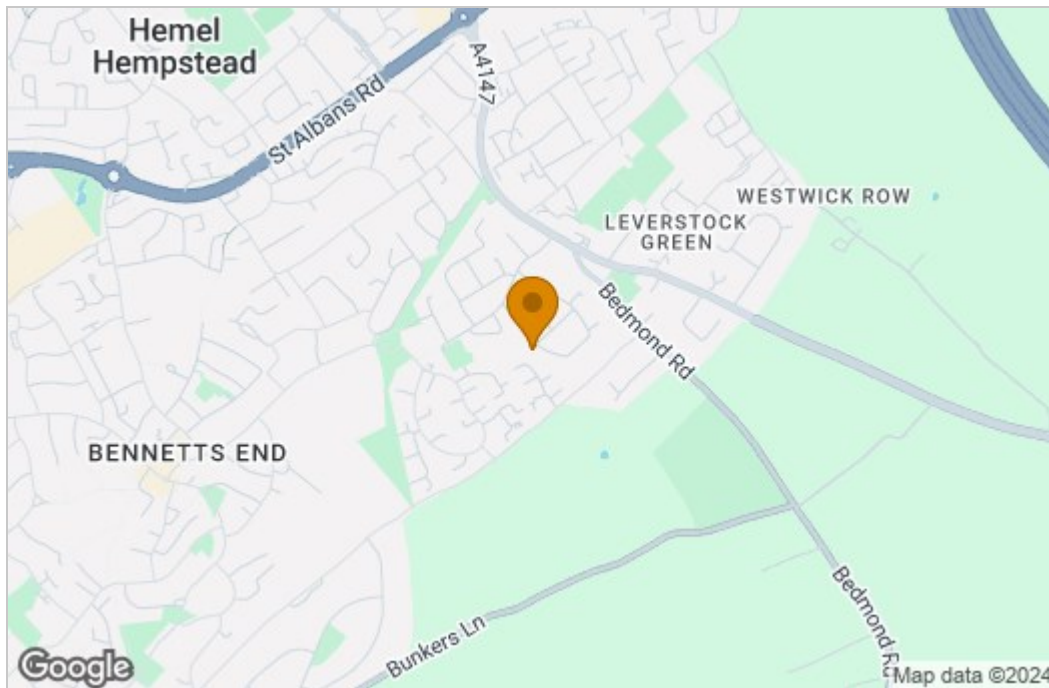 Hemel
Hempstead
A4147
St Albans Rd
WESTWICK ROW
LEVERSTOCK
GREEN
Bedmond Rd
BENNETTS END
Bedmond Rd
Bunkers Ln
Google
Map data ©2024